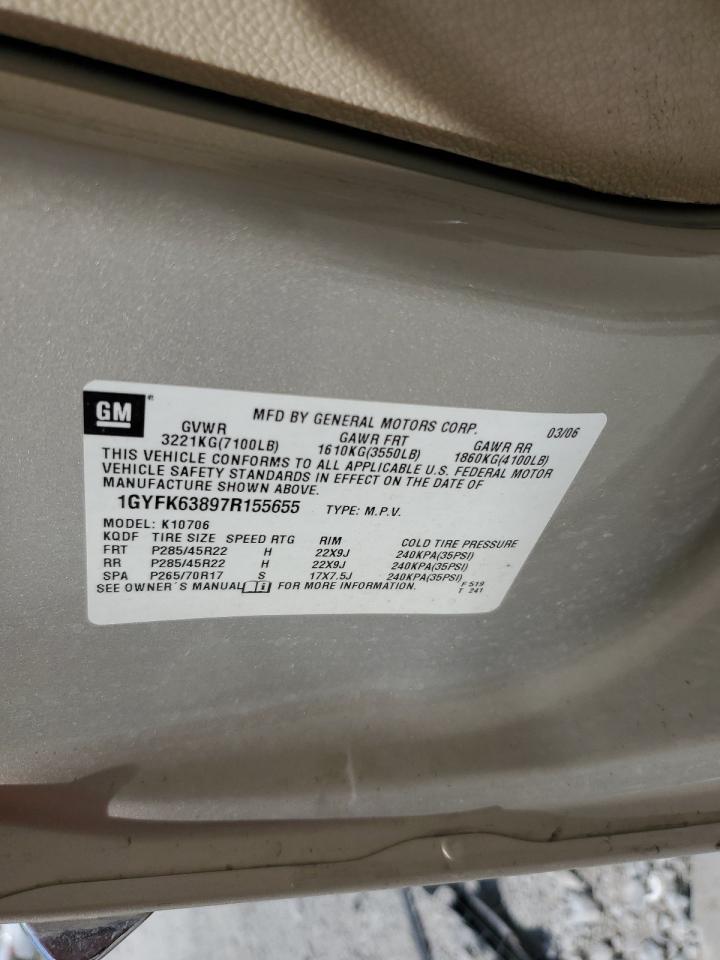 GM
MFD BY GENERAL MOTORS CORP. 03/06
GVWR GAWR FRT GAWR RR
3221KG(7100LB) 1610KG(3550LB) 1860KG(4100LB)
THIS VEHICLE CONFORMS TO ALL APPLICABLE U.S. FEDERAL MOTOR
VEHICLE SAFETY STANDARDS IN EFFECT ON THE DATE OF
MANUFACTURE SHOWN ABOVE.
1GYFK63897R155655 TYPE: M.P.V.
MODEL: K10706
KQDF TIRE SIZE SPEED RTG RIM COLD TIRE PRESSURE
FRT P285/45R22 H 22X9J 240KPA(35PSI)
RR P285/45R22 H 22X9J 240KPA(35PSI)
SPA P265/70R17 S 17X7.5J 240KPA(35PSI)
SEE OWNER'S MANUAL i FOR MORE INFORMATION. F 519
T 241